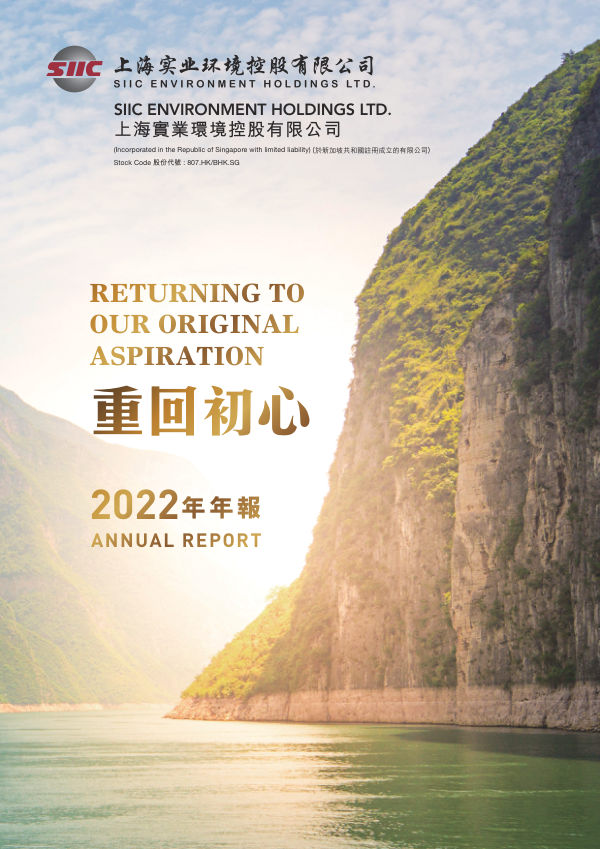 SIIC 上海实业环境控股有限公司
SIIC ENVIRONMENT HOLDINGS LTD.
SIIC ENVIRONMENT HOLDINGS LTD.
上海實業環境控股有限公司
(Incorporated in the Republic of Singapore with limited liability) (於新加坡共和國註冊成立的有限公司)
Stock Code 股份代號 : 807.HK/BHK.SG
RETURNING TO
OUR ORIGINAL
ASPIRATION
重回初心
2022年年報
ANNUAL REPORT